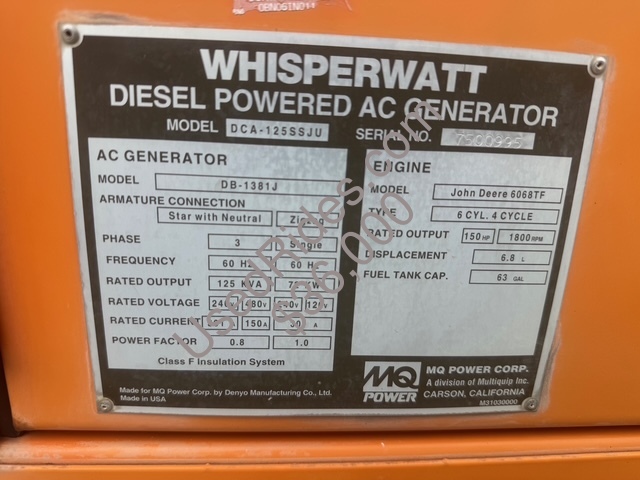 0BN06IN014
WHISPERWATT
DIESEL POWERED AC GENERATOR
MODEL DCA-125SSJU SERIAL NO.
AC GENERATOR
MODEL DB-1381J
ARMATURE CONNECTION
Star with Neutral Zigzag
PHASE 3 Single
FREQUENCY 60 HZ 60 HZ
RATED OUTPUT 125 KVA
RATED VOLTAGE 240V 480V 240V 120V
RATED CURRENT 150A A
POWER FACTOR 0.8 1.0
Class F Insulation System
ENGINE
MODEL John Deere 6068TF
TYPE 6 CYL. 4 CYCLE
RATED OUTPUT 150 HP 1800 RPM
DISPLACEMENT 6.8 L
FUEL TANK CAP. 63 GAL
Made for MQ Power Corp. by Denyo Manufacturing Co., Ltd.
Made in USA
MQ
POWER
MQ POWER CORP.
A division of Multiquip Inc.
CARSON, CALIFORNIA
M31030000
UsedRides.com
$36,000